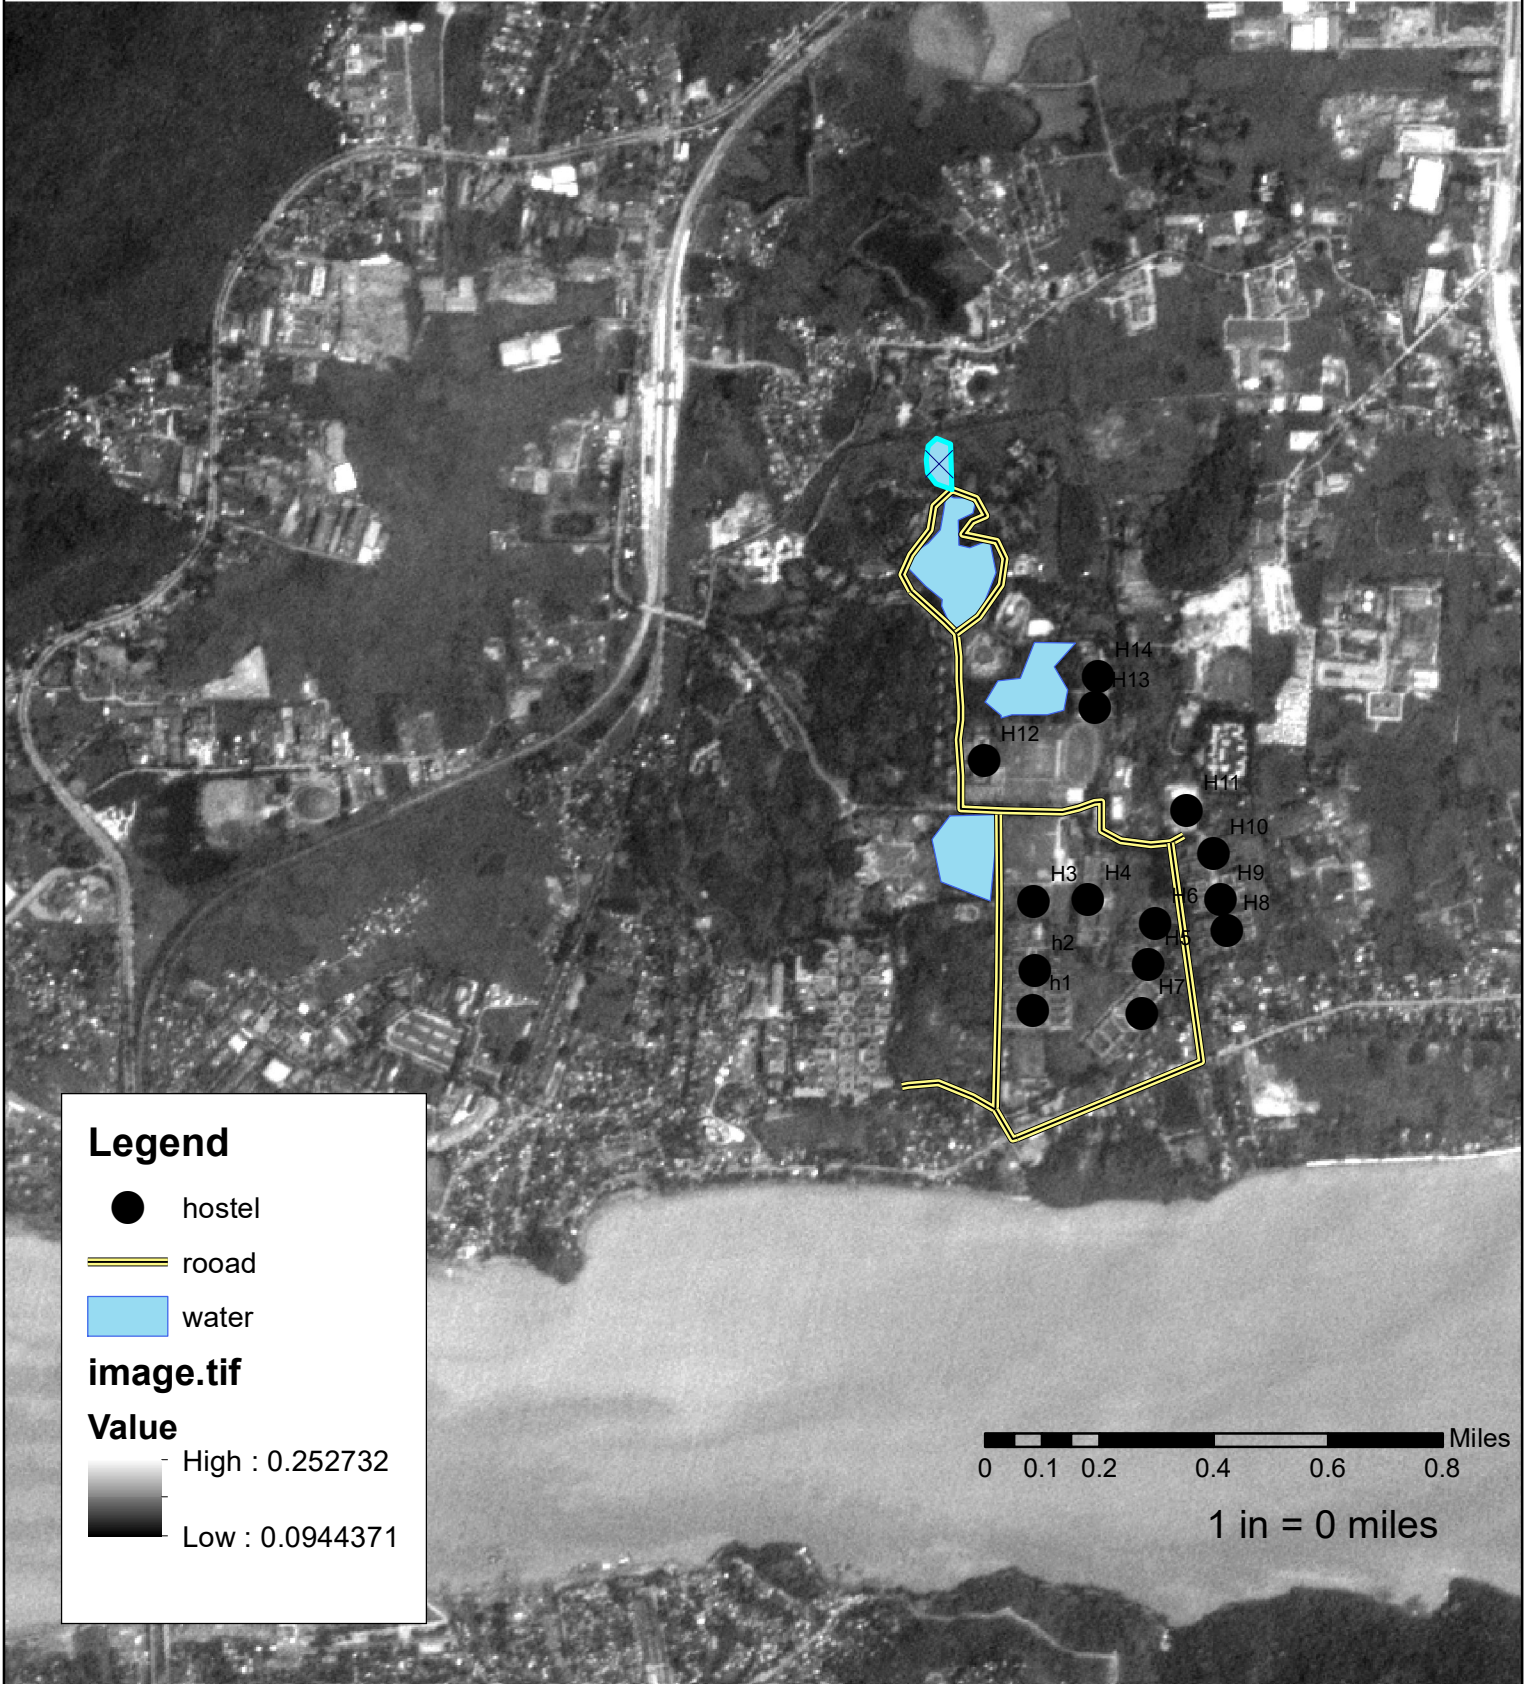 H14
H13
H12
H11
H10
H9
H3
H4
H6
H8
h2
H5
h1
H7
Legend
hostel
rooad
water
image.tif
Value
High : 0.252732
Low : 0.0944371
Miles
0 0.1 0.2 0.4 0.6 0.8
1 in = 0 miles